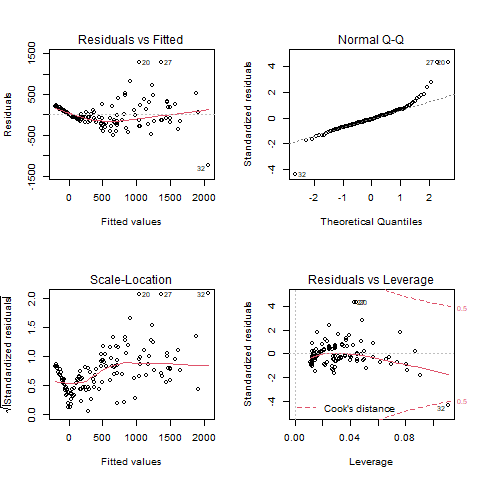 Residuals vs Fitted
Residuals
-1500 -500 500 1500
20 27
32
0 500 1000 1500 2000
Fitted values
Normal Q-Q
Standardized residuals
-4 -2 0 2 4
27 20
32
-2 -1 0 1 2
Theoretical Quantiles
Scale-Location
√|Standardized residuals|
0.0 0.5 1.0 1.5 2.0
20 27 32
0 500 1000 1500 2000
Fitted values
Residuals vs Leverage
Standardized residuals
-4 -2 0 2 4
0.5
0.5
Cook's distance
32
0.00 0.04 0.08
Leverage